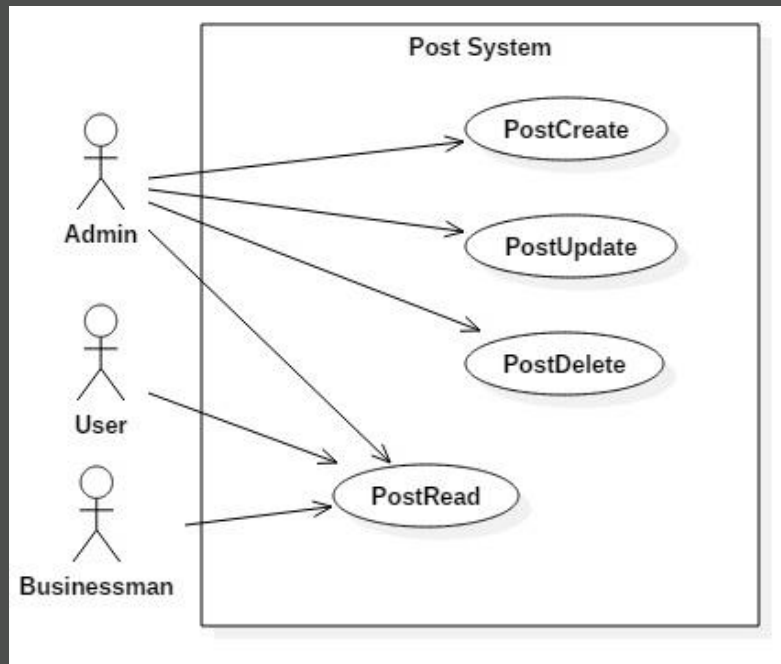 Post System
PostCreate
Admin
PostUpdate
PostDelete
User
PostRead
Businessman